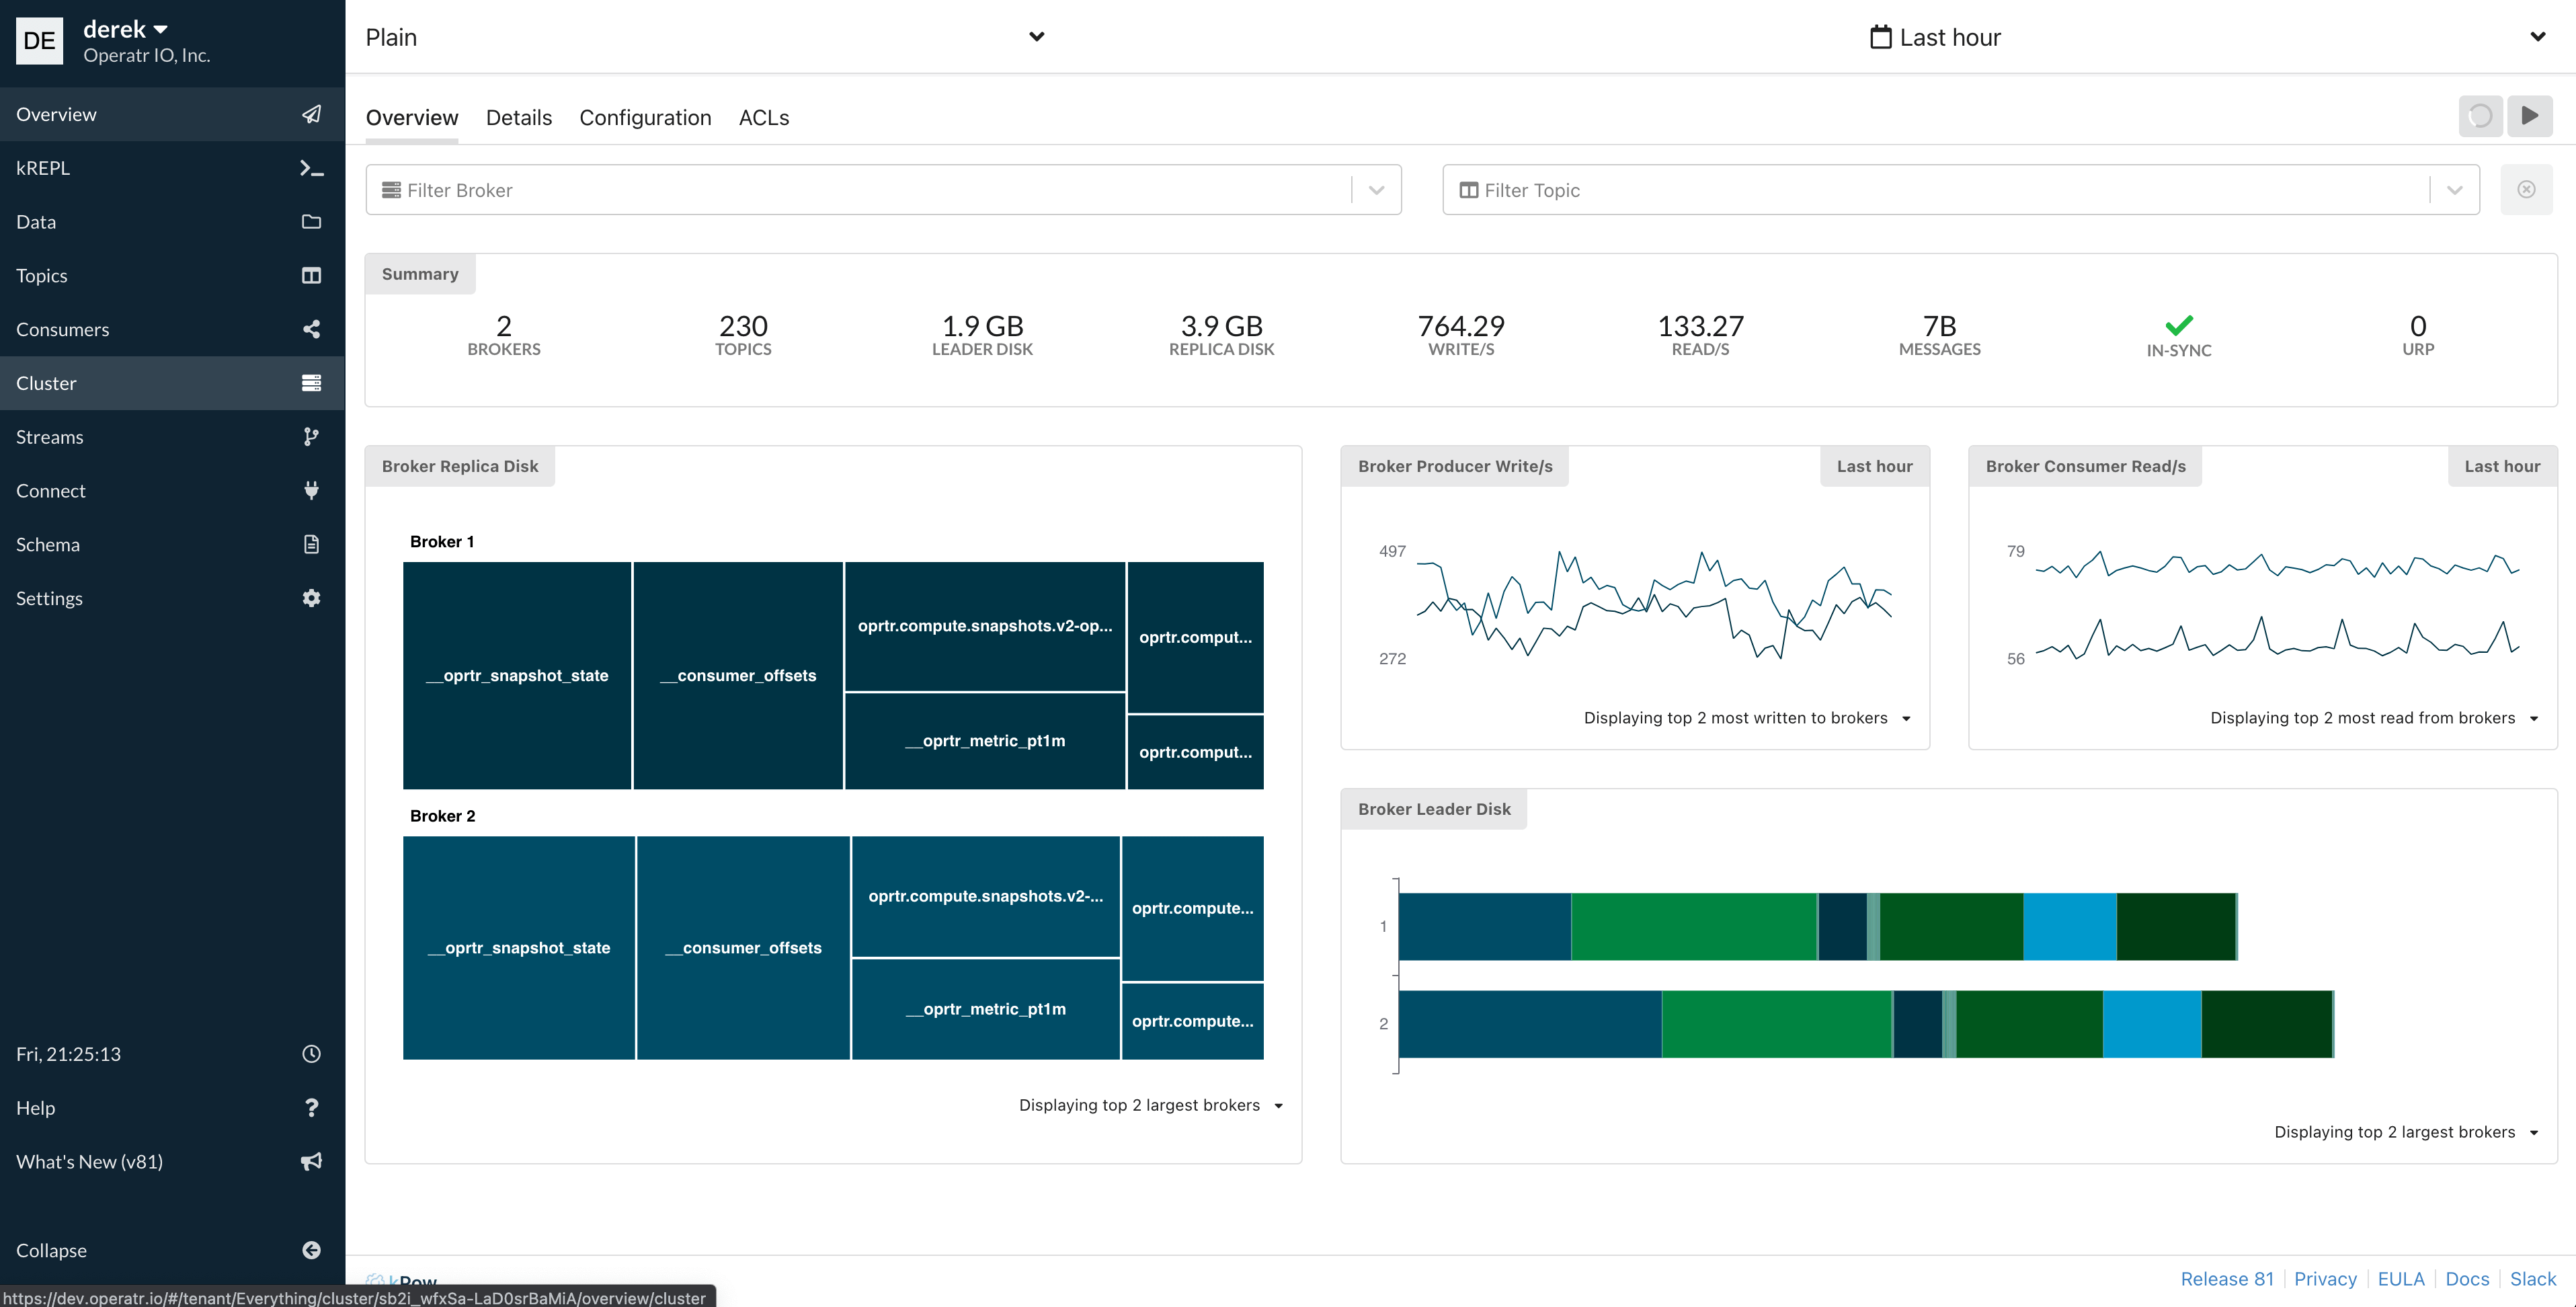 DE
derek
Operatr IO, Inc.
Overview
kREPL
Data
Topics
Consumers
Cluster
Streams
Connect
Schema
Settings
Fri, 21:25:13
Help
What's New (v81)
Collapse
Plain
Last hour
Overview Details Configuration ACLs
Filter Broker
Filter Topic
Summary
2 230 1.9 GB 3.9 GB 764.29 133.27 7B 0
BROKERS TOPICS LEADER DISK REPLICA DISK WRITE/S READ/S MESSAGES IN-SYNC URP
Broker Replica Disk
Broker 1
__oprtr_snapshot_state
__consumer_offsets
oprtr.compute.snapshots.v2-op...
__oprtr_metric_pt1m
oprtr.comput...
oprtr.comput...
Broker 2
__oprtr_snapshot_state
__consumer_offsets
oprtr.compute.snapshots.v2-...
__oprtr_metric_pt1m
oprtr.compute...
oprtr.compute...
Displaying top 2 largest brokers
Broker Producer Write/s
Last hour
497
272
Displaying top 2 most written to brokers
Broker Consumer Read/s
Last hour
79
56
Displaying top 2 most read from brokers
Broker Leader Disk
1
2
Displaying top 2 largest brokers
kPow
Release 81 Privacy EULA Docs Slack
https://dev.operatr.io/#/tenant/Everything/cluster/sb2i_wfxSa-LaD0srBaMiA/overview/cluster